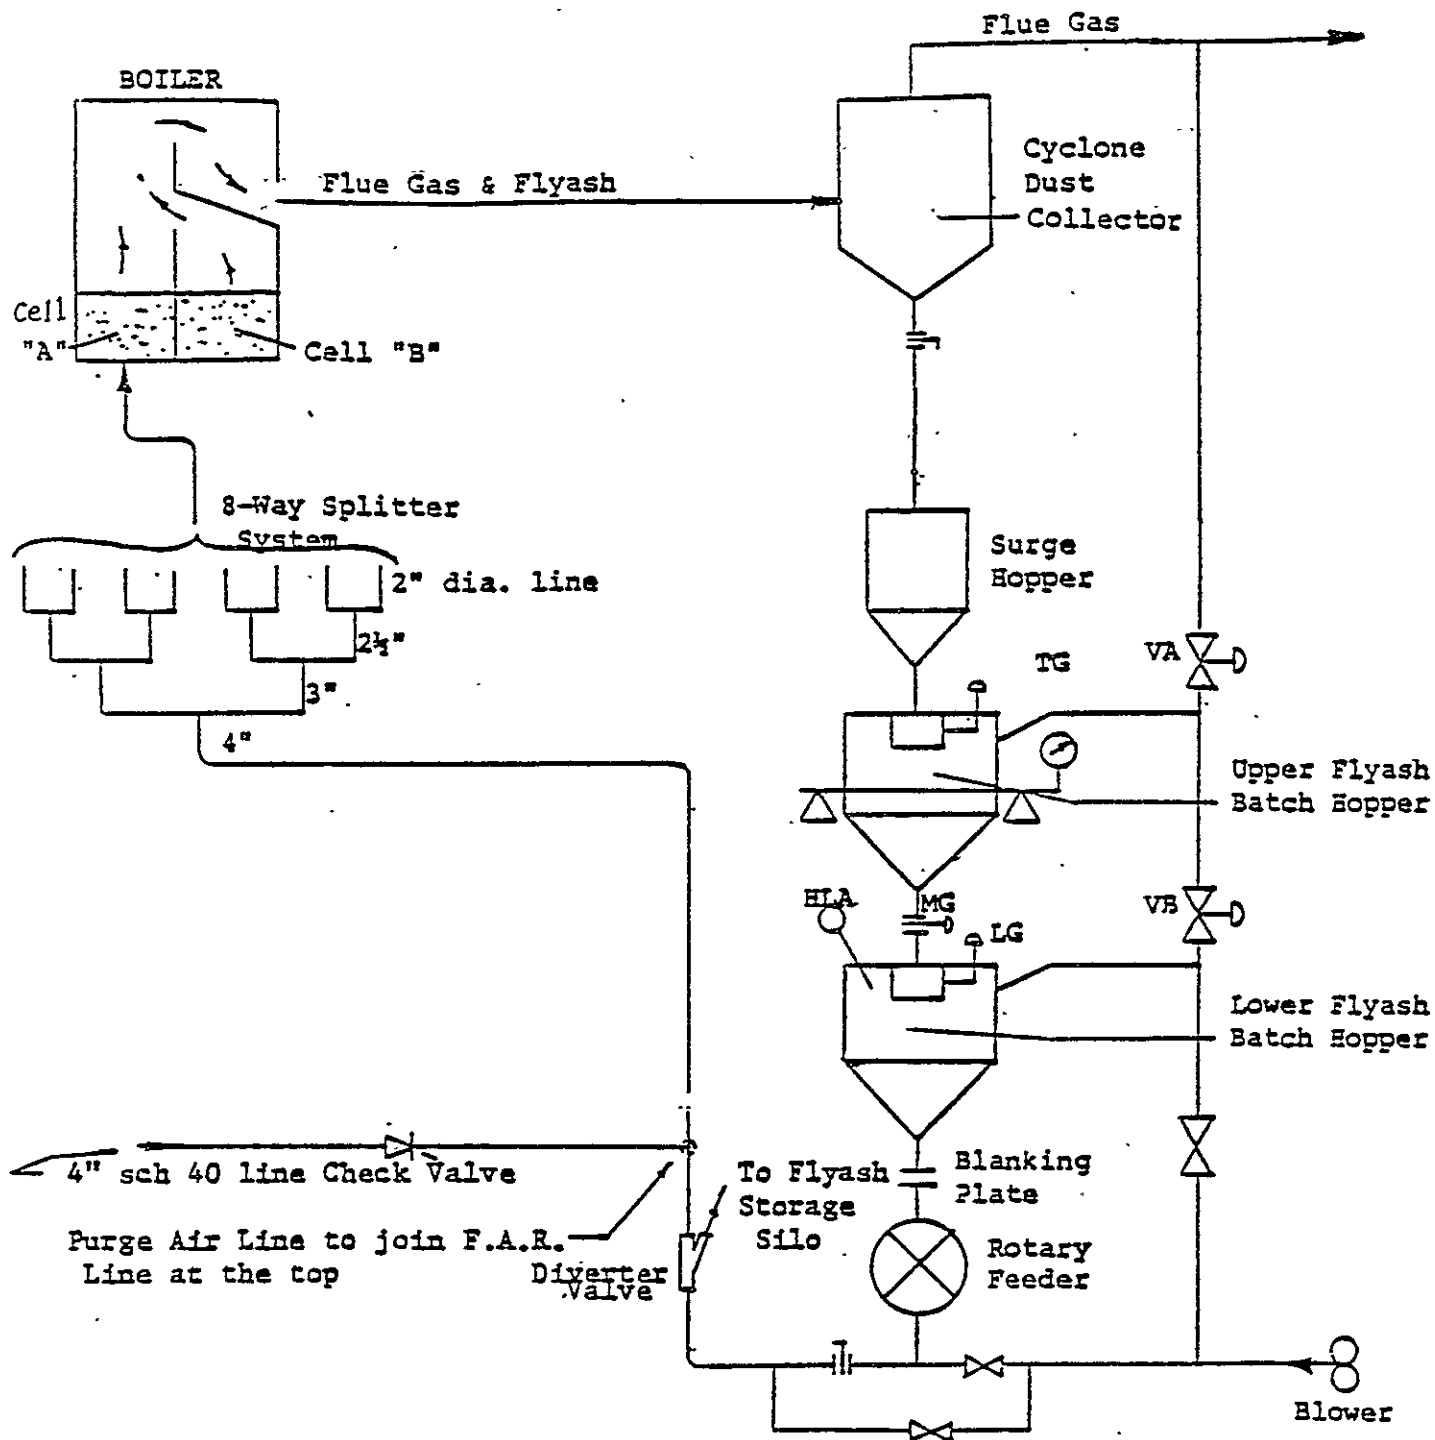 Flue Gas
BOILER
Cyclone
Dust
Collector
Flue Gas & Flyash
Cell
"A"
Cell "B"
8-Way Splitter
System
2" dia. line
2½"
3"
4"
Surge
Hopper
TG
VA
Upper Flyash
Batch Hopper
HLA
MG
VB
LG
Lower Flyash
Batch Hopper
4" sch 40 line Check Valve
To Flyash
Storage
Silo
Blanking
Plate
Purge Air Line to join F.A.R.
Line at the top
Diverter
Valve
Rotary
Feeder
Blower